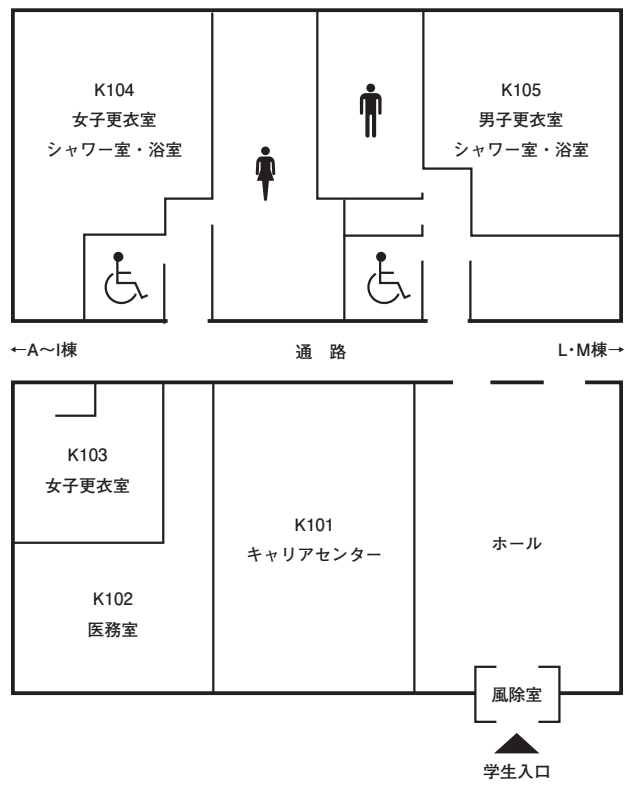 K104
女子更衣室
シャワー室・浴室
K105
男子更衣室
シャワー室・浴室
←A〜I棟
通 路
L・M棟→
K103
女子更衣室
K102
医務室
K101
キャリアセンター
ホール
風除室
学生入口